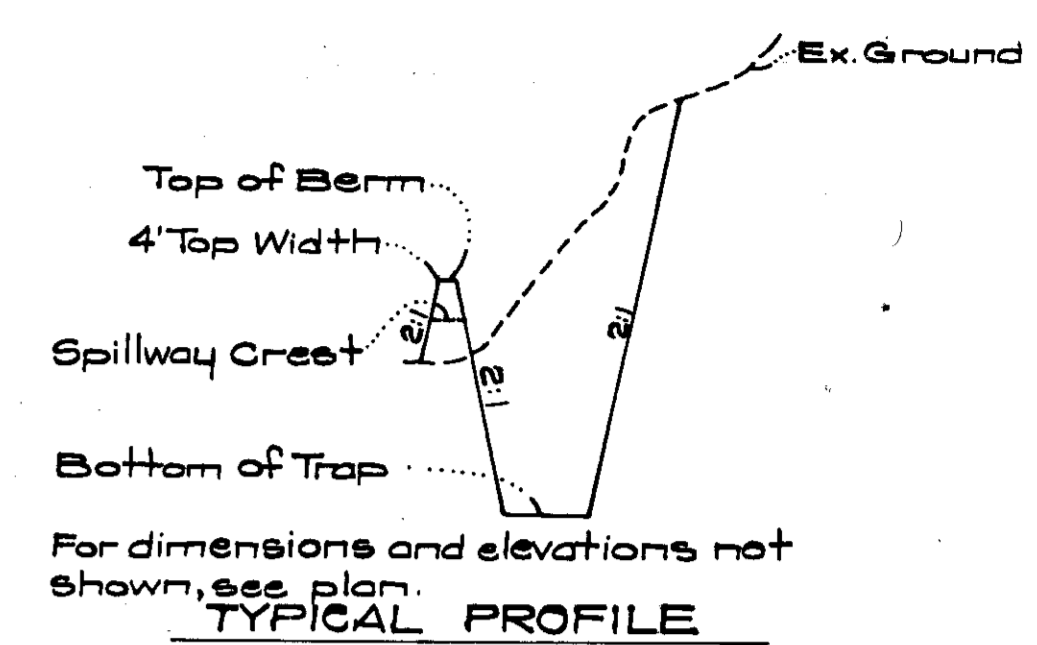 Ex. Ground
Top of Berm
4' Top Width
2:1
2:1
Spillway Crest
2:1
Bottom of Trap
For dimensions and elevations not
shown, see plan.
TYPICAL PROFILE